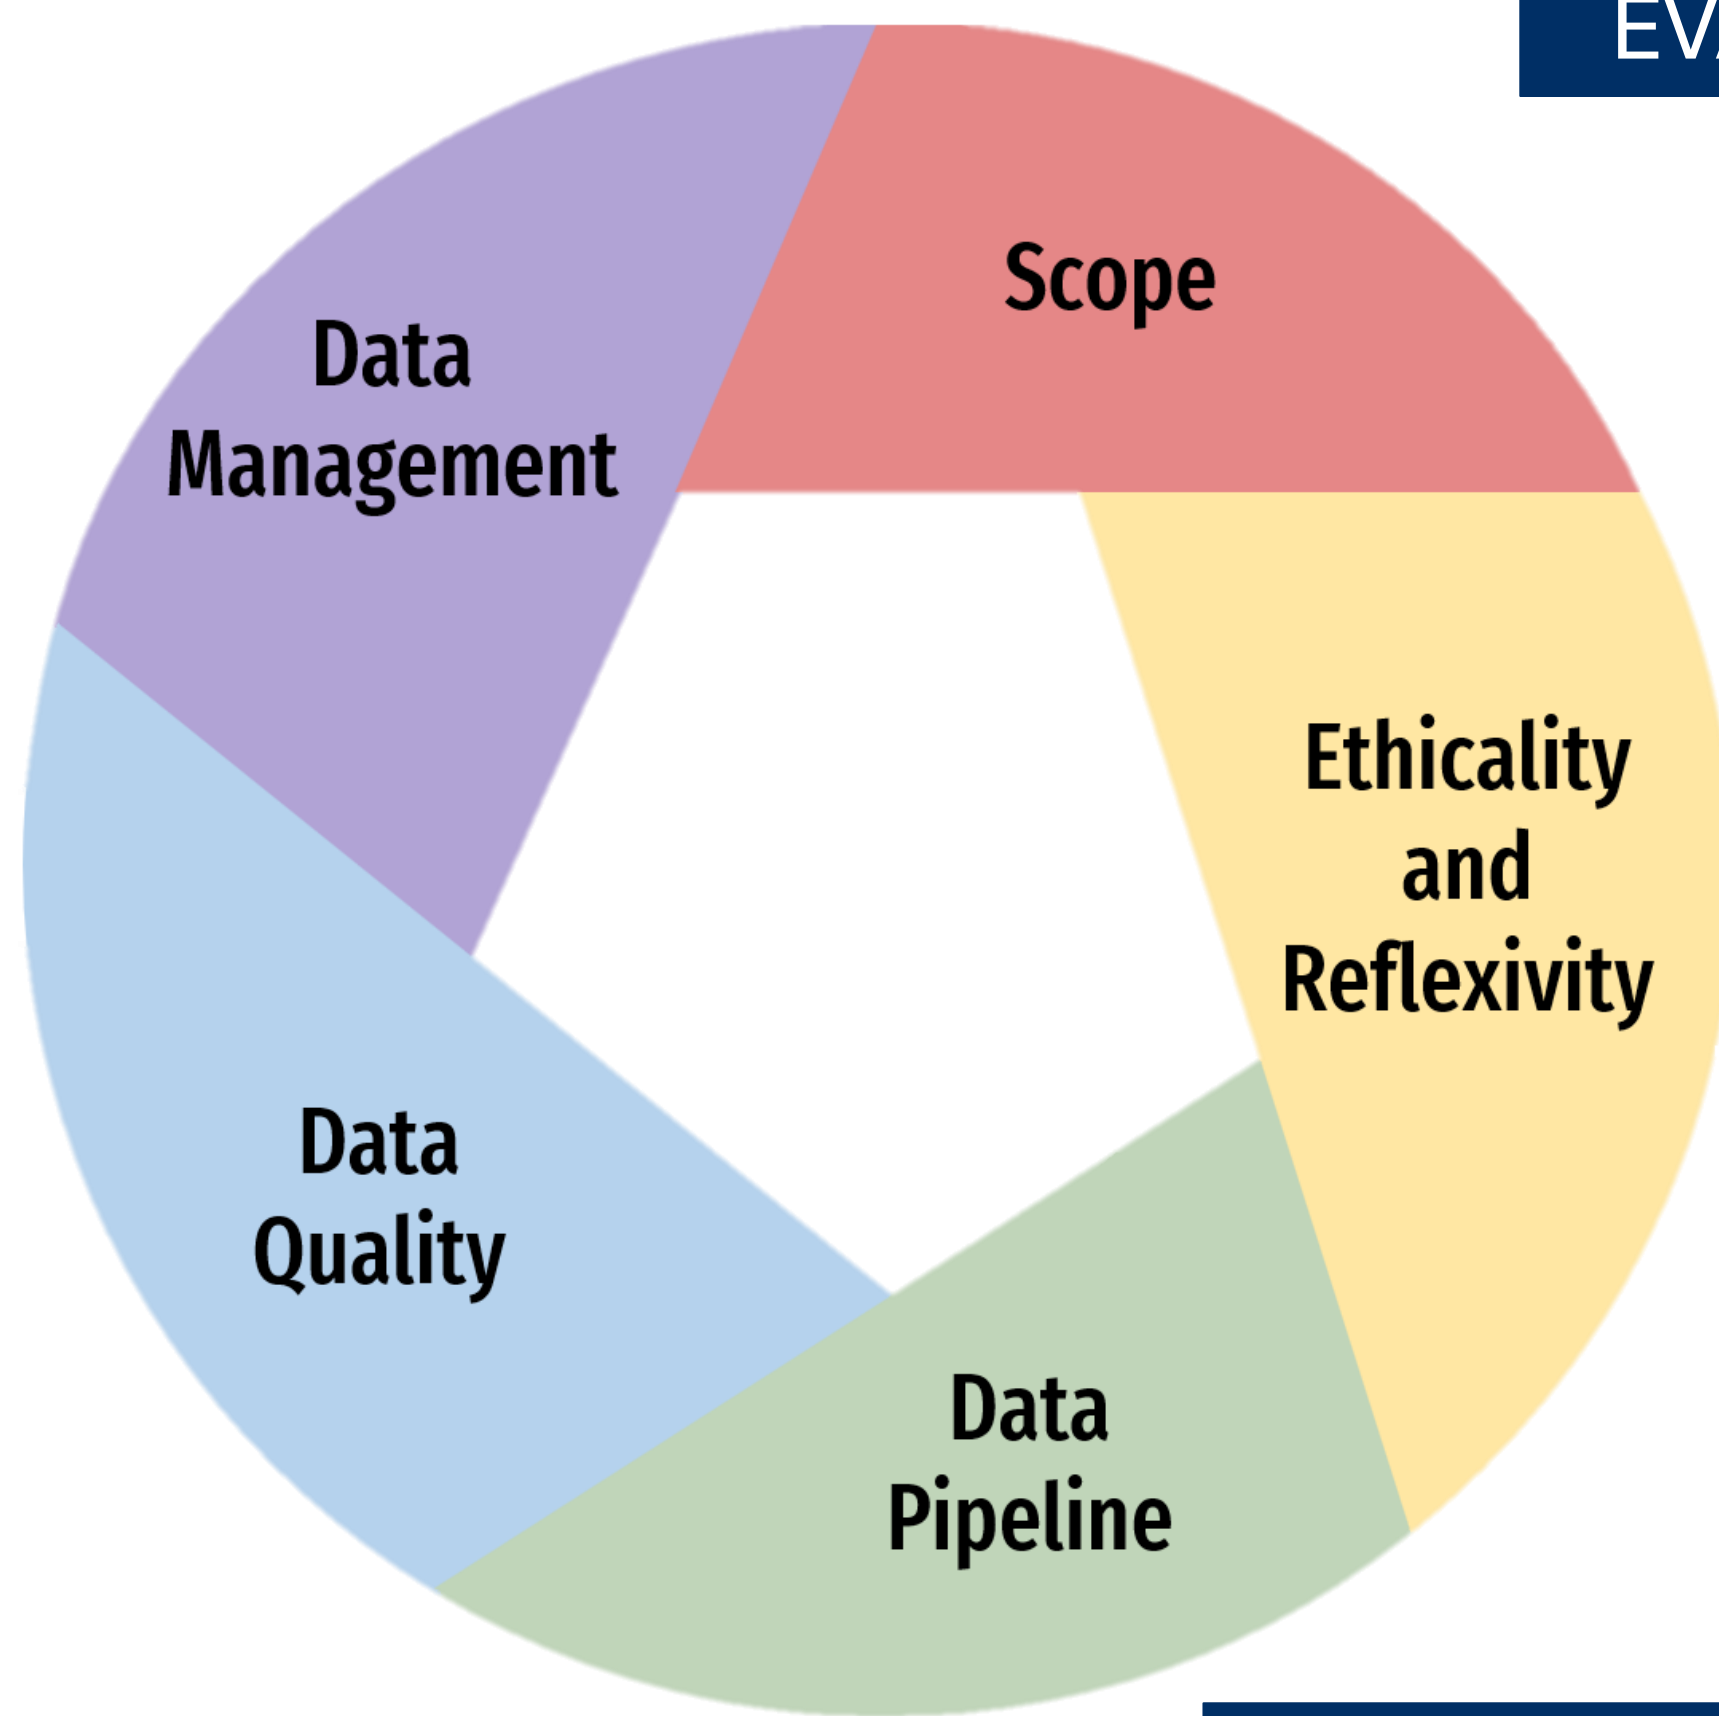 Scope
Data
Management
Ethicality
and
Reflexivity
Data
Quality
Data
Pipeline